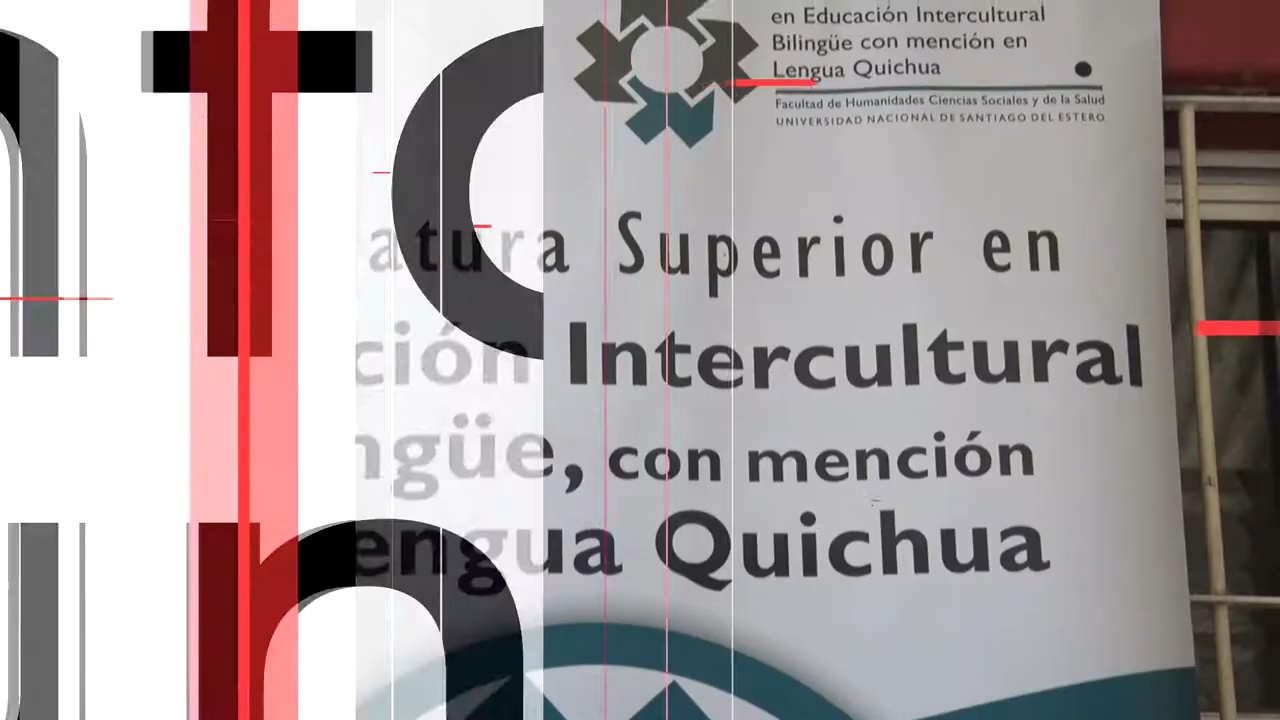 en Educación Intercultural
Bilingüe con mención en
Lengua Quichua
Facultad de Humanidades Ciencias Sociales y de la Salud
UNIVERSIDAD NACIONAL DE SANTIAGO DEL ESTERO
atura Superior en
ción Intercultural
ngüe, con mención
engua Quichua